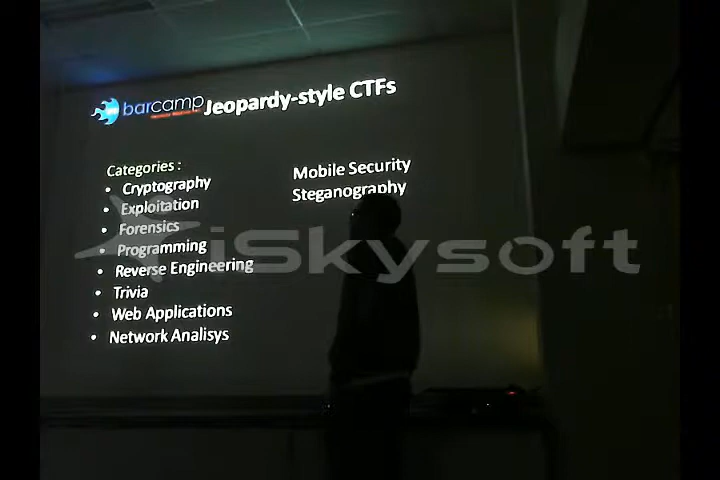 barcamp
Jeopardy-style CTFs
Categories :
• Cryptography
• Exploitation
• Forensics
• Programming
• Reverse Engineering
• Trivia
• Web Applications
• Network Analisys
Mobile Security
Steganography
iSkysoft